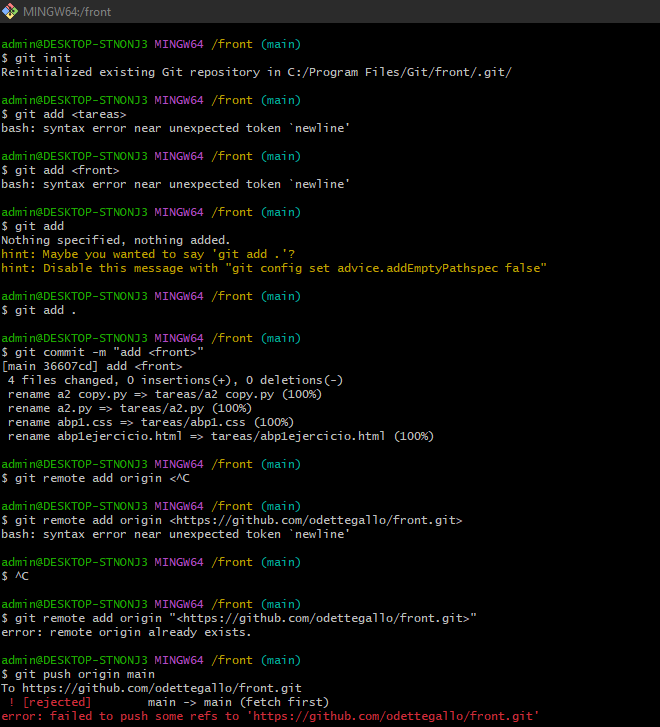 MINGW64:/front
admin@DESKTOP-STNONJ3 MINGW64 /front (main)
$ git init
Reinitialized existing Git repository in C:/Program Files/Git/front/.git/
admin@DESKTOP-STNONJ3 MINGW64 /front (main)
$ git add <tareas>
bash: syntax error near unexpected token `newline'
admin@DESKTOP-STNONJ3 MINGW64 /front (main)
$ git add <front>
bash: syntax error near unexpected token `newline'
admin@DESKTOP-STNONJ3 MINGW64 /front (main)
$ git add
Nothing specified, nothing added.
hint: Maybe you wanted to say 'git add .'?
hint: Disable this message with "git config set advice.addEmptyPathspec false"
admin@DESKTOP-STNONJ3 MINGW64 /front (main)
$ git add .
admin@DESKTOP-STNONJ3 MINGW64 /front (main)
$ git commit -m "add <front>"
[main 36607cd] add <front>
4 files changed, 0 insertions(+), 0 deletions(-)
rename a2 copy.py => tareas/a2 copy.py (100%)
rename a2.py => tareas/a2.py (100%)
rename abp1.css => tareas/abp1.css (100%)
rename abp1ejercicio.html => tareas/abp1ejercicio.html (100%)
admin@DESKTOP-STNONJ3 MINGW64 /front (main)
$ git remote add origin <^C
admin@DESKTOP-STNONJ3 MINGW64 /front (main)
$ git remote add origin <https://github.com/odettegallo/front.git>
bash: syntax error near unexpected token `newline'
admin@DESKTOP-STNONJ3 MINGW64 /front (main)
$ ^C
admin@DESKTOP-STNONJ3 MINGW64 /front (main)
$ git remote add origin "<https://github.com/odettegallo/front.git>"
error: remote origin already exists.
admin@DESKTOP-STNONJ3 MINGW64 /front (main)
$ git push origin main
To https://github.com/odettegallo/front.git
! [rejected] main -> main (fetch first)
error: failed to push some refs to 'https://github.com/odettegallo/front.git'